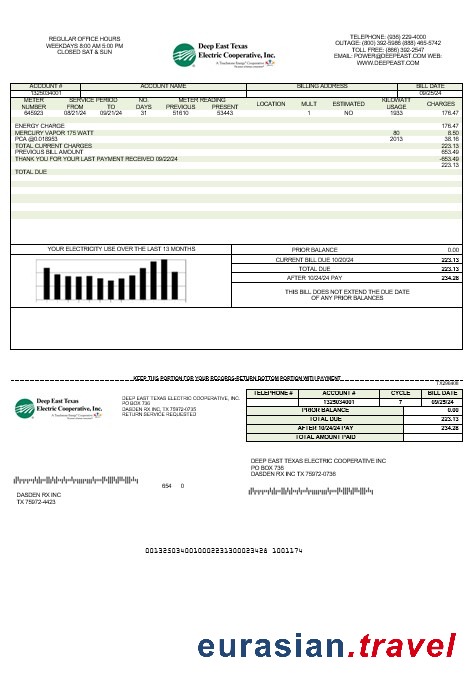 REGULAR OFFICE HOURS
WEEKDAYS 8:00 AM 5:00 PM
CLOSED SAT & SUN
Deep East Texas
Electric Cooperative, Inc.
TELEPHONE: (936) 229-4000
OUTAGE: (800) 392-5986 (888) 465-5742
TOLL FREE: (866) 392-2547
EMAIL: POWER@DEEPEAST.COM WEB:
WWW.DEEPEAST.COM
ACCOUNT # ACCOUNT NAME BILLING ADDRESS BILL DATE
1325034001 09/25/24
METER NUMBER SERVICE PERIOD FROM TO NO. DAYS METER READING PREVIOUS PRESENT LOCATION MULT ESTIMATED KILOWATT USAGE CHARGES
645923 08/21/24 09/21/24 31 51610 53443 1 NO 1933 176.47
ENERGY CHARGE 176.47
MERCURY VAPOR 175 WATT 80 8.50
PCA @0.018953 2013 38.16
TOTAL CURRENT CHARGES 223.13
PREVIOUS BILL AMOUNT 653.49
THANK YOU FOR YOUR LAST PAYMENT RECEIVED 09/22/24 -653.49
223.13
TOTAL DUE
YOUR ELECTRICITY USE OVER THE LAST 13 MONTHS
PRIOR BALANCE 0.00
CURRENT BILL DUE 10/20/24 223.13
TOTAL DUE 223.13
AFTER 10/24/24 PAY 234.28
THIS BILL DOES NOT EXTEND THE DUE DATE
OF ANY PRIOR BALANCES
KEEP THIS PORTION FOR YOUR RECORDS-RETURN BOTTOM PORTION WITH PAYMENT
Deep East Texas
Electric Cooperative, Inc.
DEEP EAST TEXAS ELECTRIC COOPERATIVE, INC.
PO BOX 736
DASDEN RX INC, TX 75972-0735
RETURN SERVICE REQUESTED
TELEPHONE # ACCOUNT # CYCLE BILL DATE
1325034001 7 09/25/24
PRIOR BALANCE 0.00
TOTAL DUE 223.13
AFTER 10/24/24 PAY 234.28
TOTAL AMOUNT PAID
DEEP EAST TEXAS ELECTRIC COOPERATIVE INC
PO BOX 736
DASDEN RX INC TX 75972-0736
654 0
DASDEN RX INC
TX 75972-4423
0013250340010002231300023428 1001174
eurasian.travel